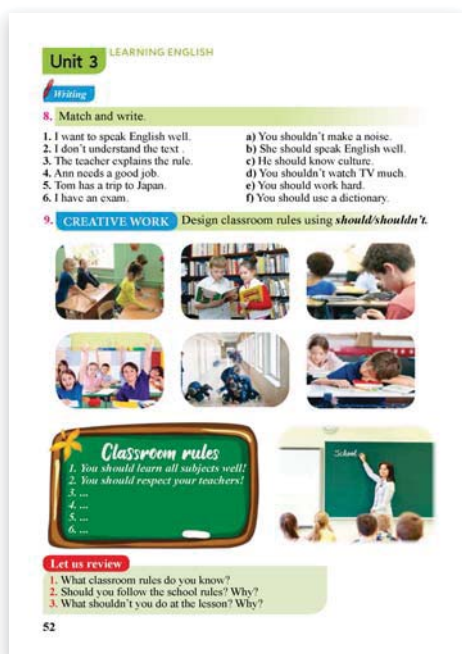 Unit 3
LEARNING ENGLISH
Writing
8. Match and write.
1. I want to speak English well.
2. I don't understand the text .
3. The teacher explains the rule.
4. Ann needs a good job.
5. Tom has a trip to Japan.
6. I have an exam.
a) You shouldn't make a noise.
b) She should speak English well.
c) He should know culture.
d) You shouldn't watch TV much.
e) You should work hard.
f) You should use a dictionary.
9. CREATIVE WORK Design classroom rules using should/shouldn't.
Classroom rules
1. You should learn all subjects well!
2. You should respect your teachers!
3. ...
4. ...
5. ...
6. ...
School
Let us review
1. What classroom rules do you know?
2. Should you follow the school rules? Why?
3. What shouldn't you do at the lesson? Why?
52